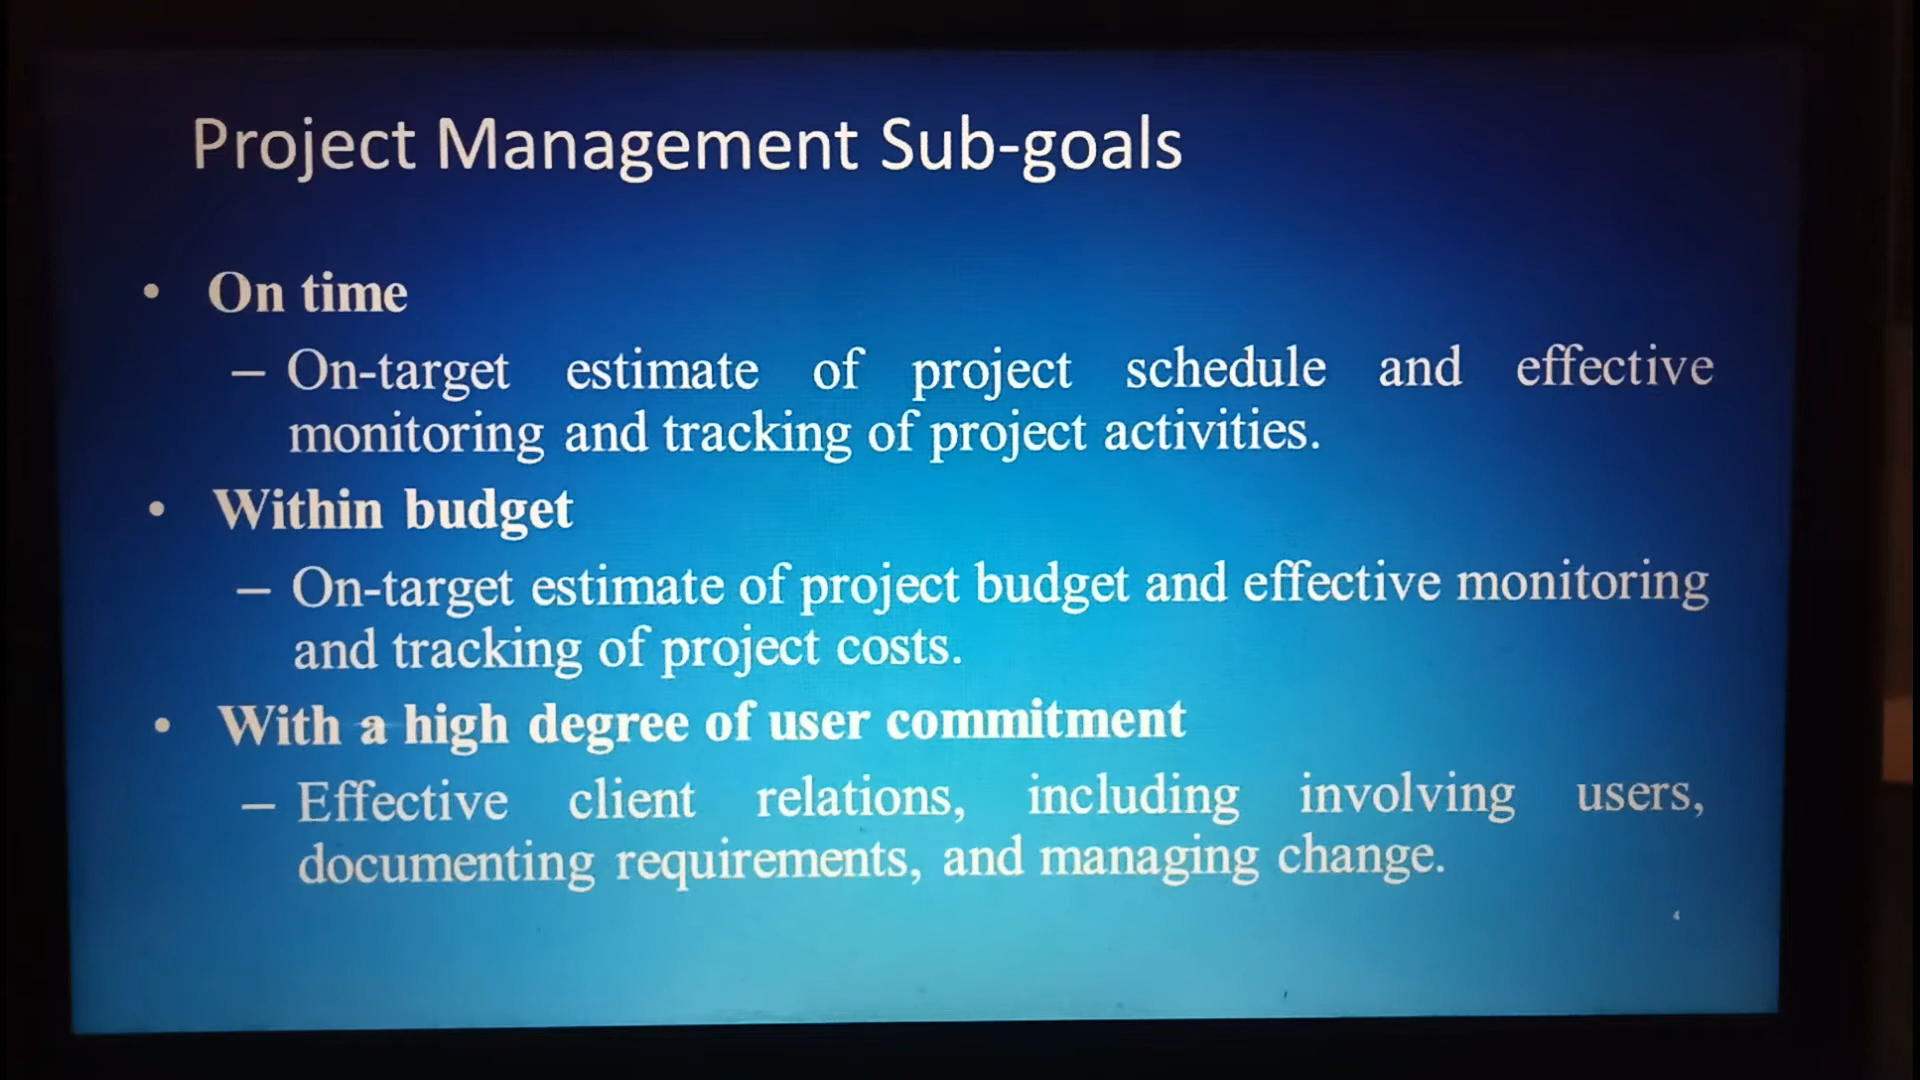 Project Management Sub-goals
• On time
– On-target estimate of project schedule and effective
monitoring and tracking of project activities.
• Within budget
– On-target estimate of project budget and effective monitoring
and tracking of project costs.
• With a high degree of user commitment
– Effective client relations, including involving users,
documenting requirements, and managing change.
4